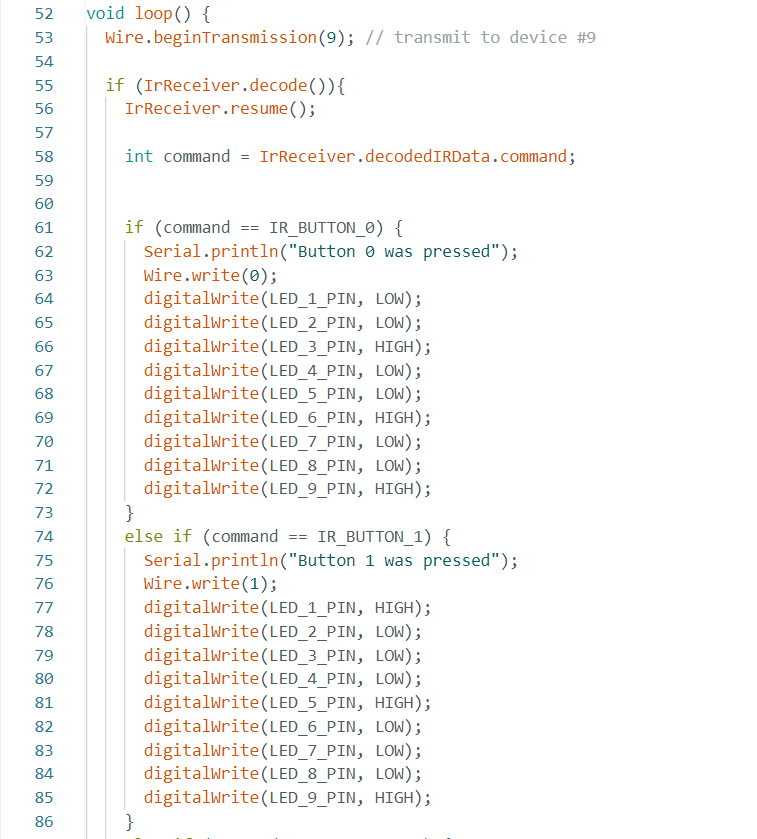 52 void loop() {
53 Wire.beginTransmission(9); // transmit to device #9
54
55 if (IrReceiver.decode()){
56 IrReceiver.resume();
57
58 int command = IrReceiver.decodedIRData.command;
59
60
61 if (command == IR_BUTTON_0) {
62 Serial.println("Button 0 was pressed");
63 Wire.write(0);
64 digitalWrite(LED_1_PIN, LOW);
65 digitalWrite(LED_2_PIN, LOW);
66 digitalWrite(LED_3_PIN, HIGH);
67 digitalWrite(LED_4_PIN, LOW);
68 digitalWrite(LED_5_PIN, LOW);
69 digitalWrite(LED_6_PIN, HIGH);
70 digitalWrite(LED_7_PIN, LOW);
71 digitalWrite(LED_8_PIN, LOW);
72 digitalWrite(LED_9_PIN, HIGH);
73 }
74 else if (command == IR_BUTTON_1) {
75 Serial.println("Button 1 was pressed");
76 Wire.write(1);
77 digitalWrite(LED_1_PIN, HIGH);
78 digitalWrite(LED_2_PIN, LOW);
79 digitalWrite(LED_3_PIN, LOW);
80 digitalWrite(LED_4_PIN, LOW);
81 digitalWrite(LED_5_PIN, HIGH);
82 digitalWrite(LED_6_PIN, LOW);
83 digitalWrite(LED_7_PIN, LOW);
84 digitalWrite(LED_8_PIN, LOW);
85 digitalWrite(LED_9_PIN, HIGH);
86 }